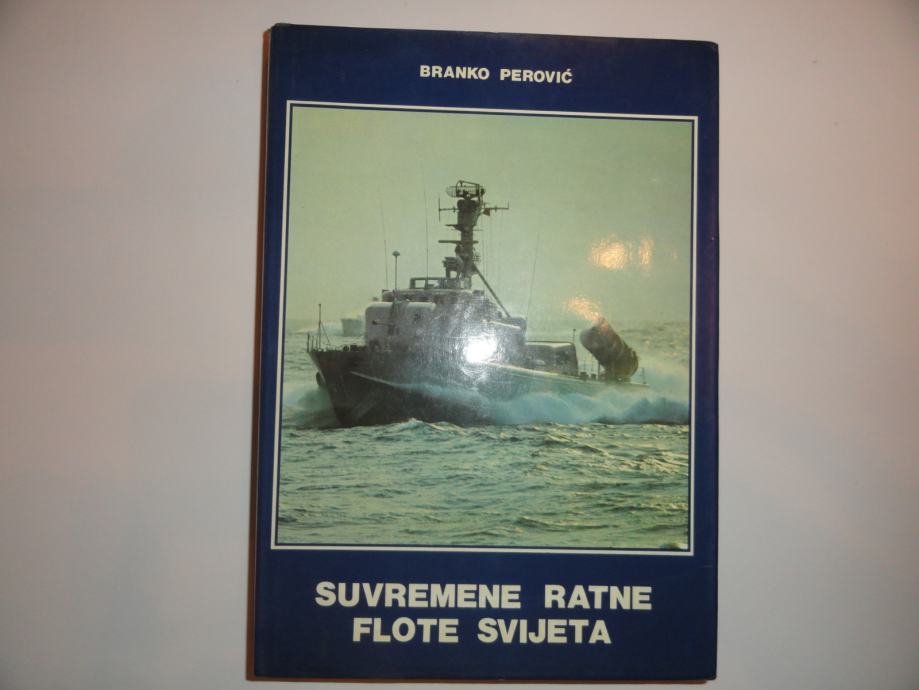 BRANKO PEROVIĆ
SUVREMENE RATNE
FLOTE SVIJETA